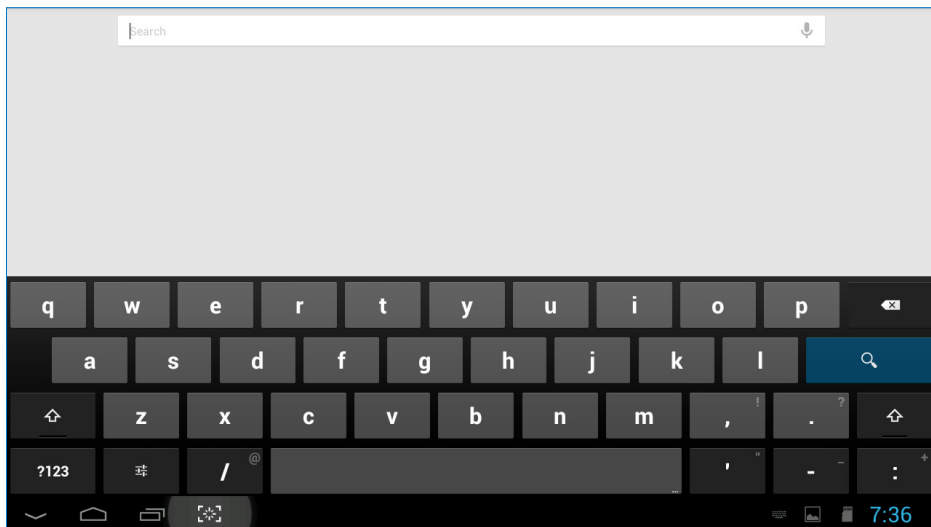 Search
q w e r t y u i o p
a s d f g h j k l
z x c v b n m , ! . ?
?123 / @ ' " - _ : +
7:36